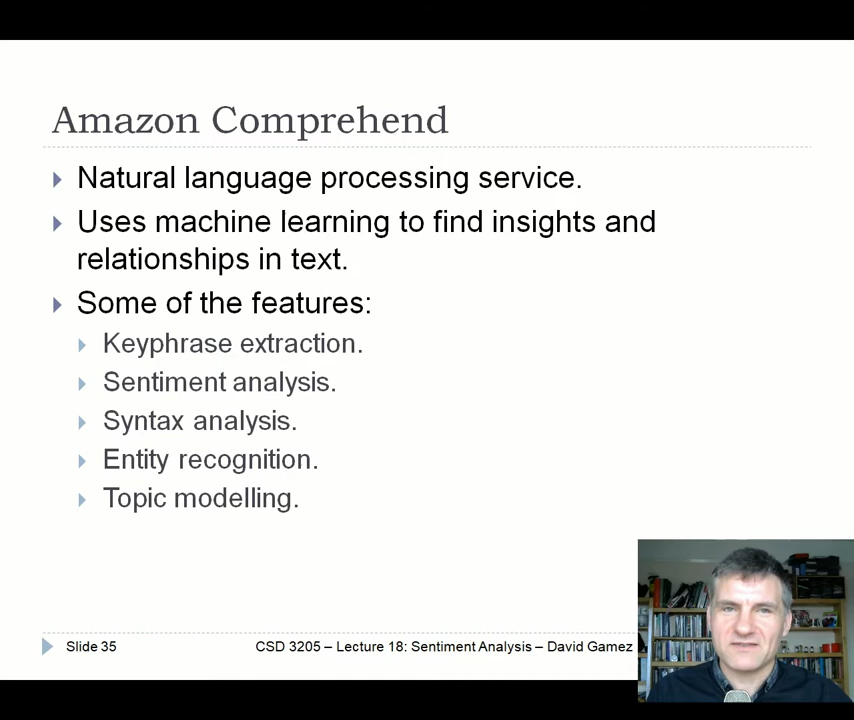 Amazon Comprehend
Natural language processing service.
Uses machine learning to find insights and
relationships in text.
Some of the features:
Keyphrase extraction.
Sentiment analysis.
Syntax analysis.
Entity recognition.
Topic modelling.
Slide 35
CSD 3205 – Lecture 18: Sentiment Analysis – David Gamez